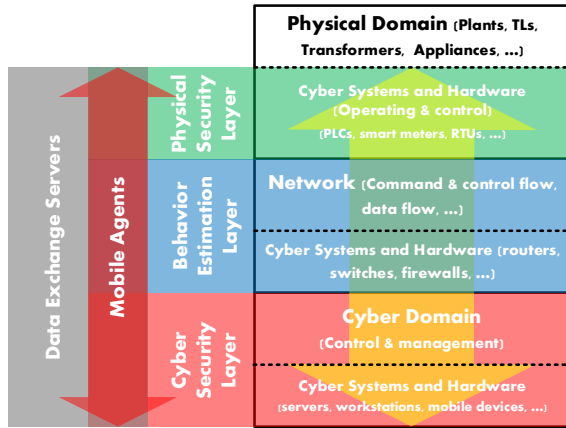 Physical Domain (Plants, TLs,
Transformers, Appliances, ...)
Data Exchange Servers
Mobile Agents
Physical
Security
Layer
Cyber Systems and Hardware
(Operating & control)
(PLCs, smart meters, RTUs, ...)
Behavior
Estimation
Layer
Network (Command & control flow,
data flow, ...)
Cyber Systems and Hardware (routers,
switches, firewalls, ...)
Cyber
Security
Layer
Cyber Domain
(Control & management)
Cyber Systems and Hardware
(servers, workstations, mobile devices, ...)